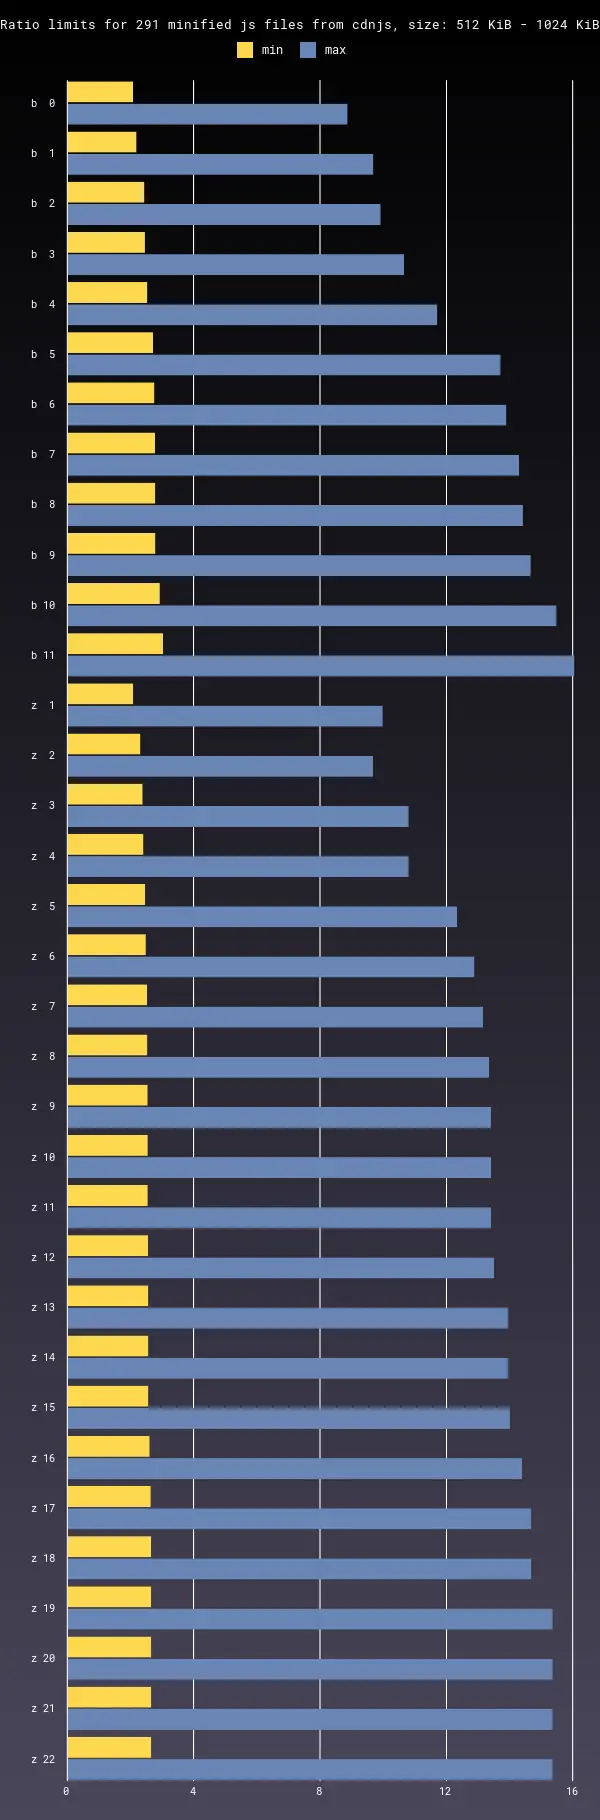 Ratio limits for 291 minified js files from cdnjs, size: 512 KiB - 1024 KiB
min max
b 0
b 1
b 2
b 3
b 4
b 5
b 6
b 7
b 8
b 9
b 10
b 11
z 1
z 2
z 3
z 4
z 5
z 6
z 7
z 8
z 9
z 10
z 11
z 12
z 13
z 14
z 15
z 16
z 17
z 18
z 19
z 20
z 21
z 22
0 4 8 12 16